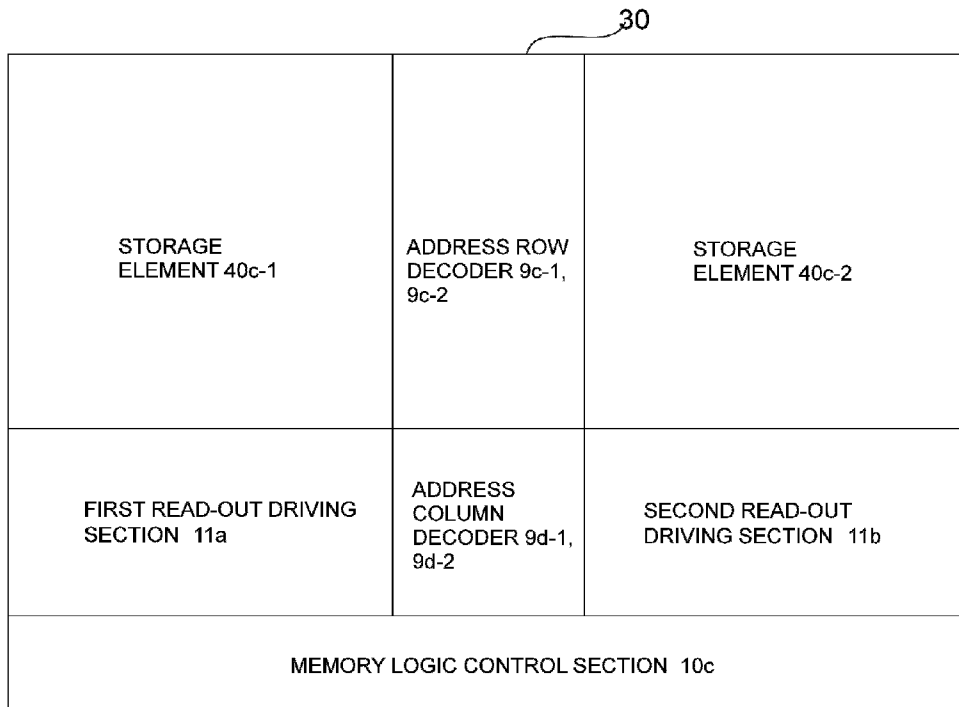 30
STORAGE
ELEMENT 40c-1
ADDRESS ROW
DECODER 9c-1,
9c-2
STORAGE
ELEMENT 40c-2
FIRST READ-OUT DRIVING
SECTION 11a
ADDRESS
COLUMN
DECODER 9d-1,
9d-2
SECOND READ-OUT
DRIVING SECTION 11b
MEMORY LOGIC CONTROL SECTION 10c